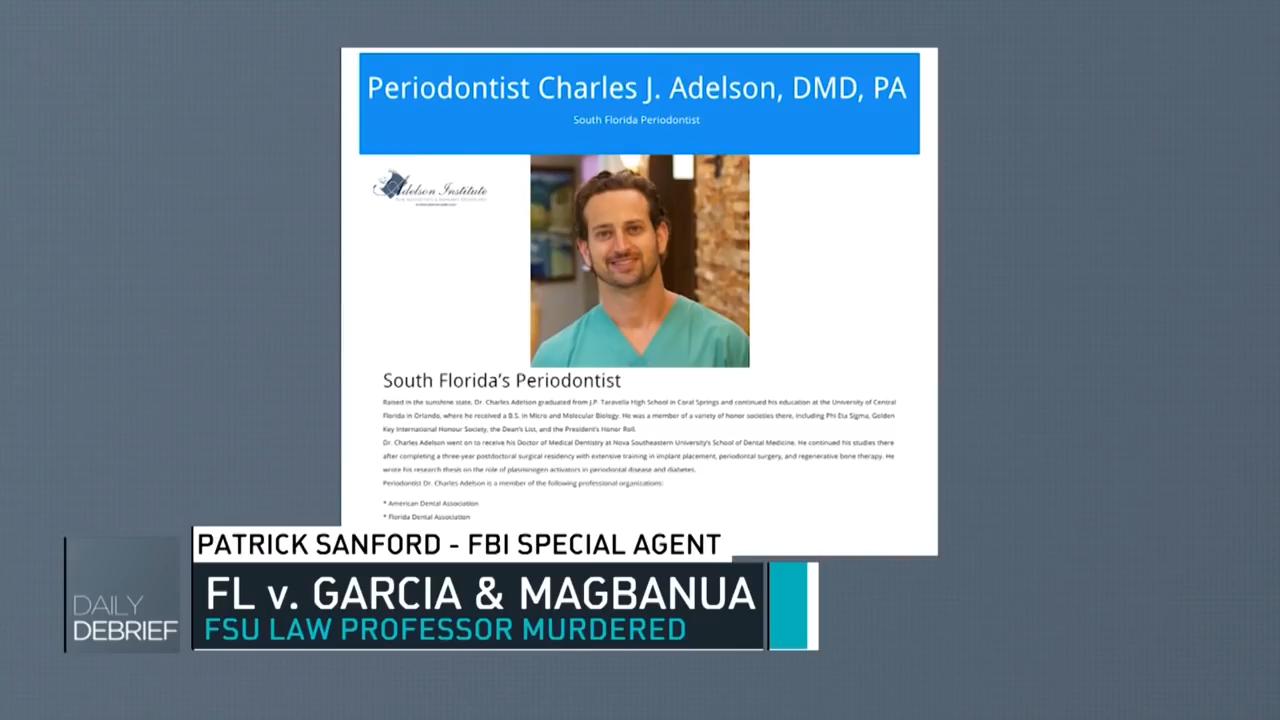 Periodontist Charles J. Adelson, DMD, PA
South Florida Periodontist
Adelson Institute
South Florida's Periodontist
Raised in the sunshine state, Dr. Charles Adelson graduated from J.P. Taravella High School in Coral Springs and continued his education at the University of Central
Florida in Orlando, where he received a B.S. in Micro and Molecular Biology. He was a member of a variety of honor societies there, including Phi Eta Sigma, Golden
Key International Honour Society, the Dean's List, and the President's Honor Roll.
Dr. Charles Adelson went on to receive his Doctor of Medical Dentistry at Nova Southeastern University's School of Dental Medicine. He continued his studies there
after completing a three-year postdoctoral surgical residency with extensive training in implant placement, periodontal surgery, and regenerative bone therapy. He
wrote his research thesis on the role of plasminogen activators in periodontal disease and diabetes.
Periodontist Dr. Charles Adelson is a member of the following professional organizations:
* American Dental Association
* Florida Dental Association
PATRICK SANFORD - FBI SPECIAL AGENT
FL v. GARCIA & MAGBANUA
FSU LAW PROFESSOR MURDERED
DAILY
DEBRIEF